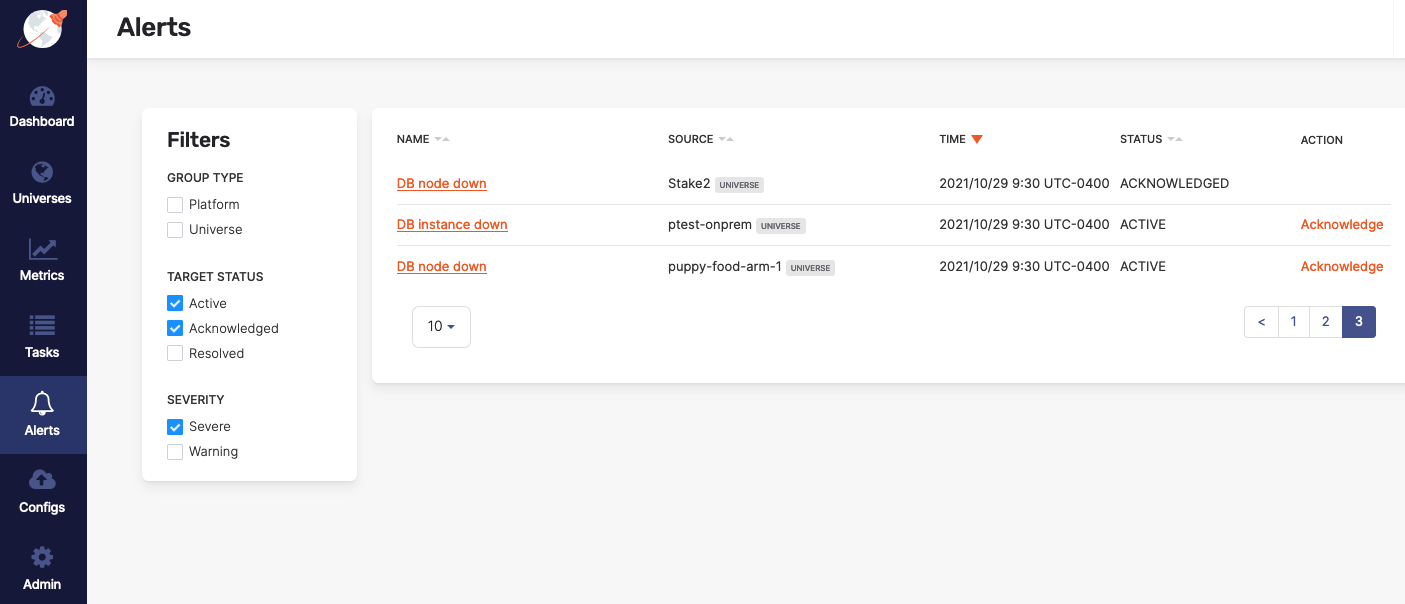 Alerts
Dashboard
Universes
Metrics
Tasks
Alerts
Configs
Admin
Filters
GROUP TYPE
Platform
Universe
TARGET STATUS
Active
Acknowledged
Resolved
SEVERITY
Severe
Warning
NAME SOURCE TIME STATUS ACTION
DB node down Stake2 UNIVERSE 2021/10/29 9:30 UTC-0400 ACKNOWLEDGED
DB instance down ptest-onprem UNIVERSE 2021/10/29 9:30 UTC-0400 ACTIVE Acknowledge
DB node down puppy-food-arm-1 UNIVERSE 2021/10/29 9:30 UTC-0400 ACTIVE Acknowledge
10 < 1 2 3